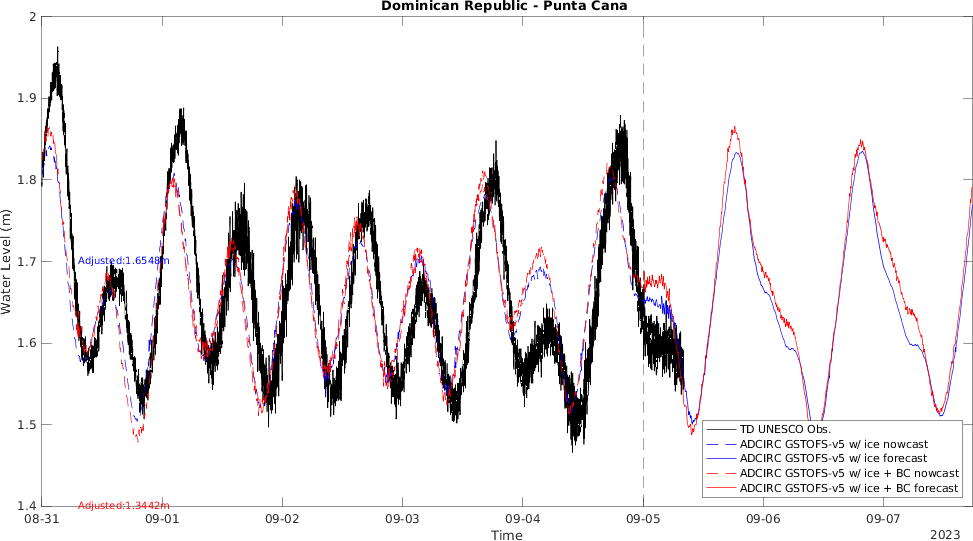 Dominican Republic - Punta Cana
2
1.9
1.8
1.7
1.6
1.5
1.4
Water Level (m)
Adjusted:1.6548m
Adjusted:1.3442m
TD UNESCO Obs.
ADCIRC GSTOFS-v5 w/ ice nowcast
ADCIRC GSTOFS-v5 w/ ice forecast
ADCIRC GSTOFS-v5 w/ ice + BC nowcast
ADCIRC GSTOFS-v5 w/ ice + BC forecast
08-31 09-01 09-02 09-03 09-04 09-05 09-06 09-07
Time
2023